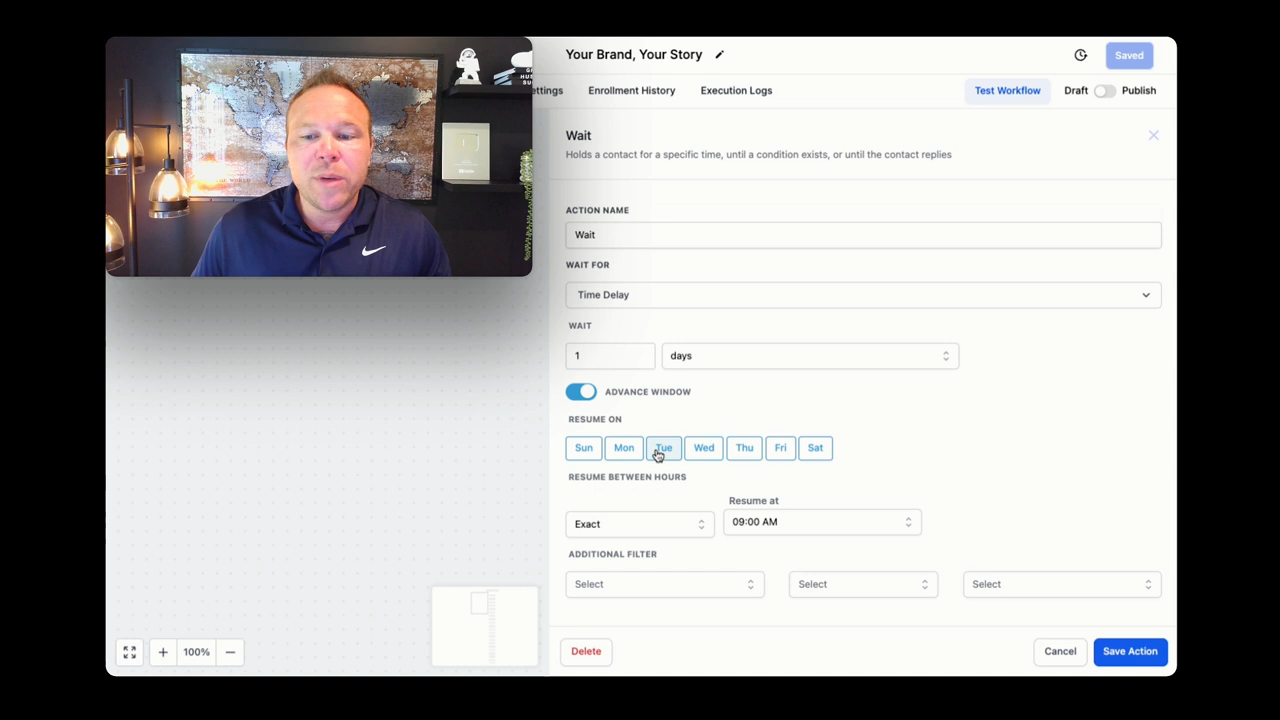 Your Brand, Your Story
Saved
ettings
Enrollment History
Execution Logs
Test Workflow
Draft
Publish
Wait
Holds a contact for a specific time, until a condition exists, or until the contact replies
ACTION NAME
Wait
WAIT FOR
Time Delay
WAIT
1
days
ADVANCE WINDOW
RESUME ON
Sun
Mon
Tue
Wed
Thu
Fri
Sat
RESUME BETWEEN HOURS
Resume at
Exact
09:00 AM
ADDITIONAL FILTER
Select
Select
Select
100%
Delete
Cancel
Save Action